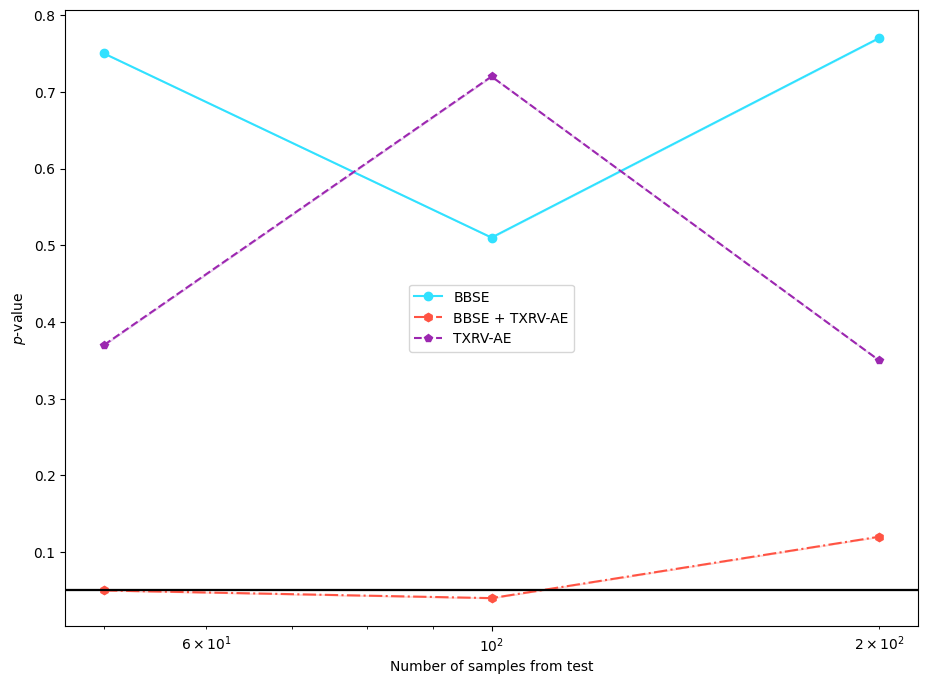 0.8
0.7
0.6
0.5
0.4
0.3
0.2
0.1
p-value
BBSE
BBSE + TXRV-AE
TXRV-AE
6 × 10¹
10²
2 × 10²
Number of samples from test